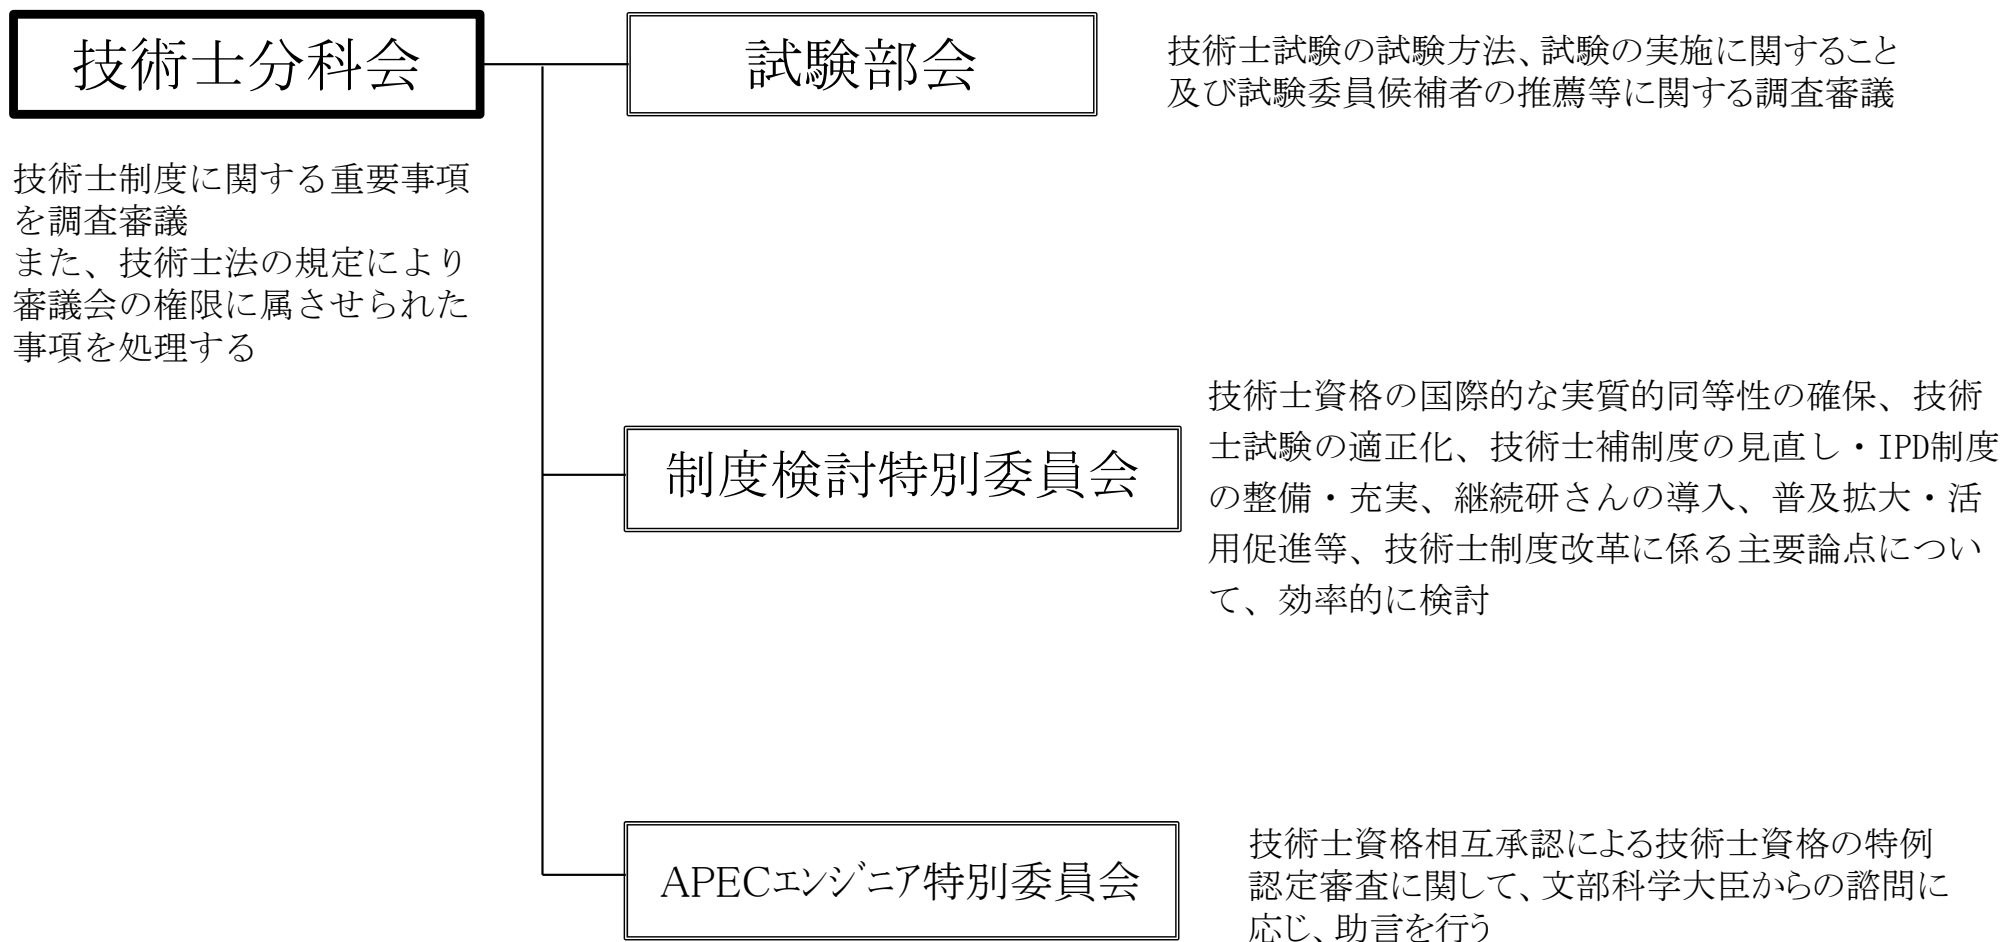 技術士分科会
技術士制度に関する重要事項
を調査審議
また、技術士法の規定により
審議会の権限に属させられた
事項を処理する
試験部会
技術士試験の試験方法、試験の実施に関すること
及び試験委員候補者の推薦等に関する調査審議
制度検討特別委員会
技術士資格の国際的な実質的同等性の確保、技術
士試験の適正化、技術士補制度の見直し・IPD制度
の整備・充実、継続研さんの導入、普及拡大・活
用促進等、技術士制度改革に係る主要論点につい
て、効率的に検討
APECエンジニア特別委員会
技術士資格相互承認による技術士資格の特例
認定審査に関して、文部科学大臣からの諮問に
応じ、助言を行う